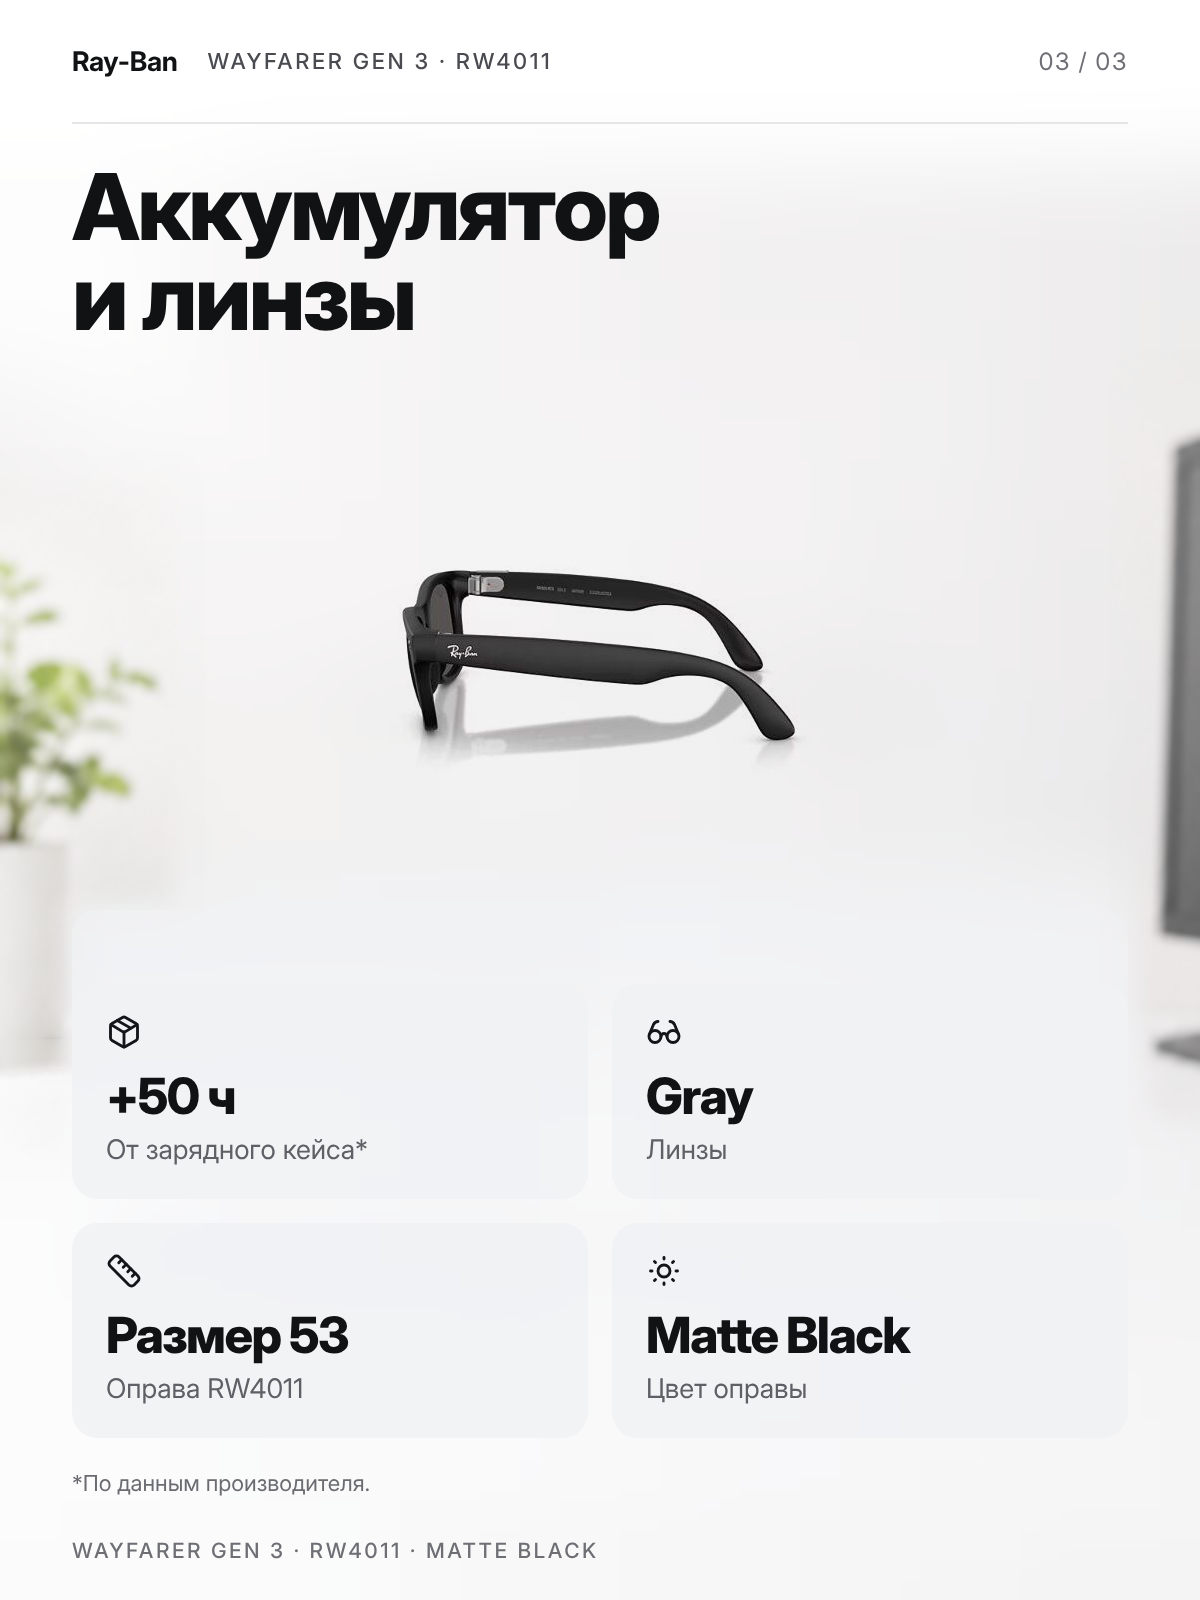 Ray-Ban WAYFARER GEN 3 · RW4011 03 / 03
Аккумулятор
и линзы
Ray-Ban
+50 ч
От зарядного кейса*
Gray
Линзы
Размер 53
Оправа RW4011
Matte Black
Цвет оправы
*По данным производителя.
WAYFARER GEN 3 · RW4011 · MATTE BLACK